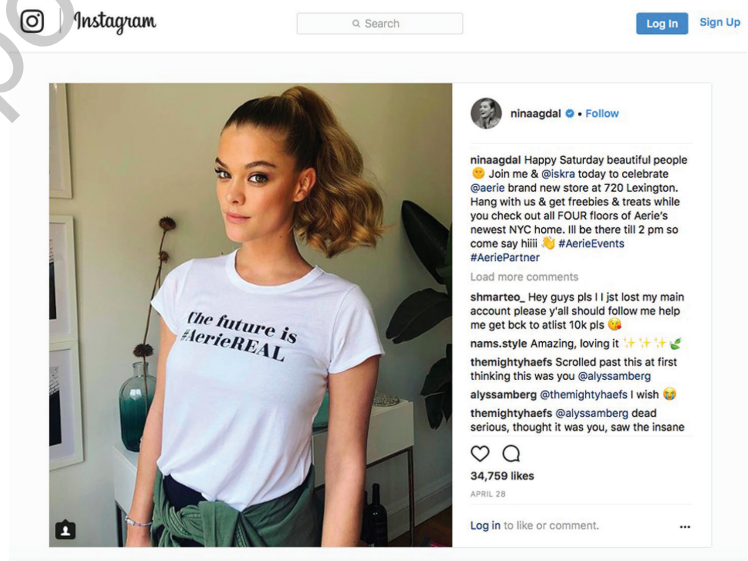 Instagram
Search
Log In
Sign Up
ninaagdal • Follow
ninaagdal Happy Saturday beautiful people
🙂 Join me & @iskra today to celebrate
@aerie brand new store at 720 Lexington.
Hang with us & get freebies & treats while
you check out all FOUR floors of Aerie's
newest NYC home. Ill be there till 2 pm so
come say hiiii 👋 #AerieEvents
#AeriePartner
Load more comments
shmarteo_ Hey guys pls I I jst lost my main
account please y'all should follow me help
me get bck to atlist 10k pls 😘
nams.style Amazing, loving it ✨✨✨🍃
themightyhaefs Scrolled past this at first
thinking this was you @alyssamberg
alyssamberg @themightyhaefs I wish 😂
themightyhaefs @alyssamberg dead
serious, thought it was you, saw the insane
34,759 likes
APRIL 28
Log in to like or comment.
The future is
#AerieREAL